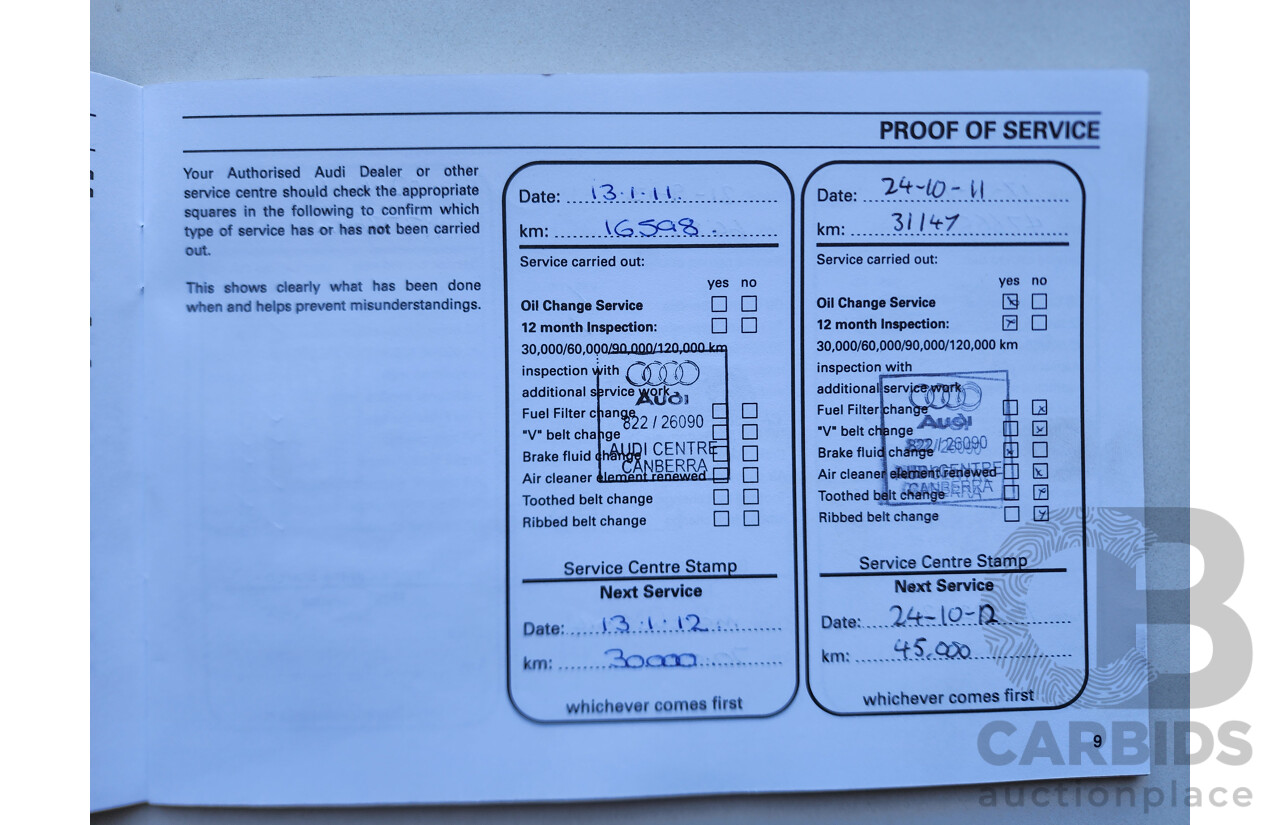 PROOF OF SERVICE
Your Authorised Audi Dealer or other
service centre should check the appropriate
squares in the following to confirm which
type of service has or has not been carried
out.
This shows clearly what has been done
when and helps prevent misunderstandings.
Date: 13.1.11.
km: 16598.
Service carried out:
yes no
Oil Change Service
12 month Inspection:
30,000/60,000/90,000/120,000 km
inspection with
additional service work
Fuel Filter change
"V" belt change
Brake fluid change
Air cleaner element renewed
Toothed belt change
Ribbed belt change
Audi
822 / 26090
AUDI CENTRE
CANBERRA
Service Centre Stamp
Next Service
Date: 13.1.12.
km: 30000
whichever comes first
Date: 24-10-11
km: 31147
Service carried out:
yes no
Oil Change Service
12 month Inspection:
30,000/60,000/90,000/120,000 km
inspection with
additional service work
Fuel Filter change
"V" belt change
Brake fluid change
Air cleaner element renewed
Toothed belt change
Ribbed belt change
Audi
822 / 26090
AUDI CENTRE
CANBERRA
Service Centre Stamp
Next Service
Date: 24-10-12
km: 45.000
whichever comes first
9
CB
CARBIDS
auctionplace